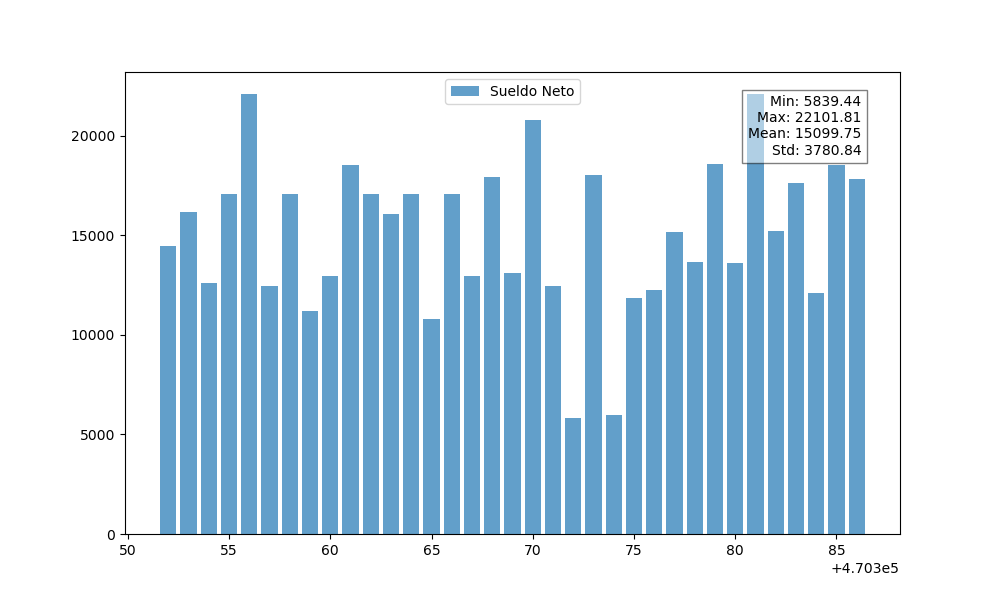 Sueldo Neto
Min: 5839.44
Max: 22101.81
Mean: 15099.75
Std: 3780.84
20000
15000
10000
5000
0
50 55 60 65 70 75 80 85
+4.703e5